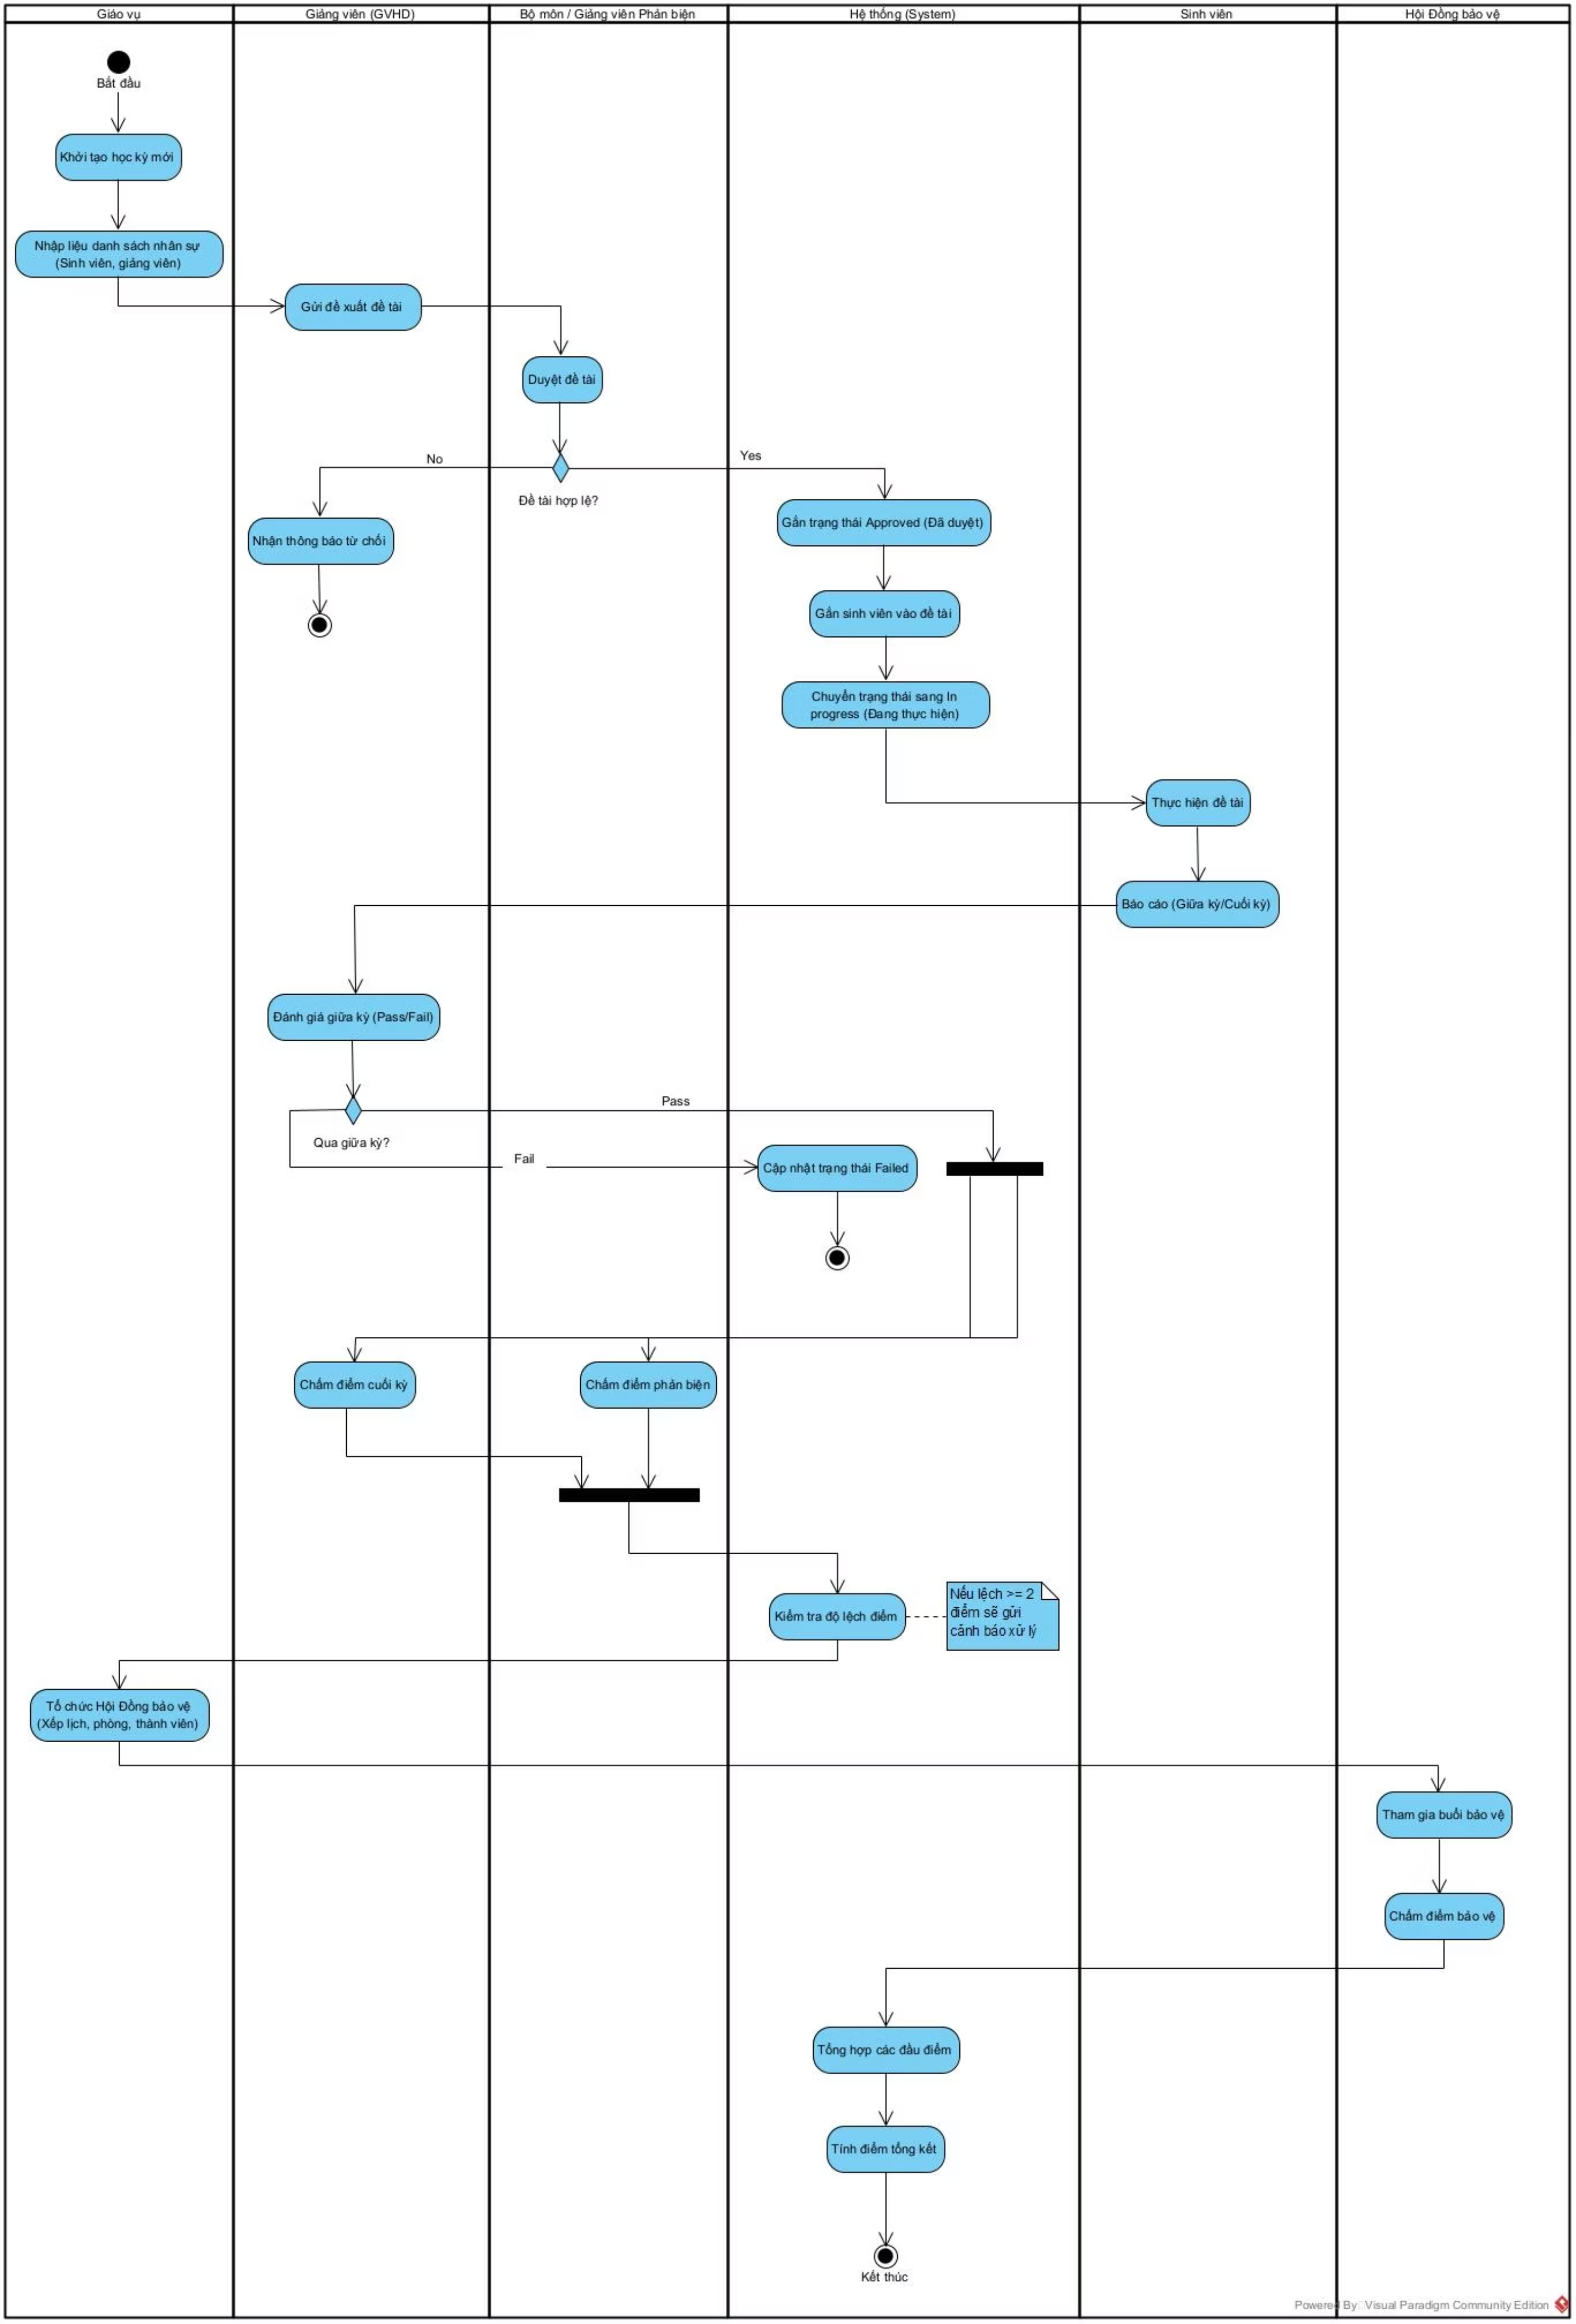 Giáo vụ
Giảng viên (GVHD)
Bộ môn / Giảng viên Phản biện
Hệ thống (System)
Sinh viên
Hội Đồng bảo vệ
Bắt đầu
Khởi tạo học kỳ mới
Nhập liệu danh sách nhân sự
(Sinh viên, giảng viên)
Gửi đề xuất đề tài
Duyệt đề tài
No
Yes
Đề tài hợp lệ?
Gắn trạng thái Approved (Đã duyệt)
Nhận thông báo từ chối
Gắn sinh viên vào đề tài
Chuyển trạng thái sang In
progress (Đang thực hiện)
Thực hiện đề tài
Báo cáo (Giữa kỳ/Cuối kỳ)
Đánh giá giữa kỳ (Pass/Fail)
Pass
Qua giữa kỳ?
Fail
Cập nhật trạng thái Failed
Chấm điểm cuối kỳ
Chấm điểm phản biện
Kiểm tra độ lệch điểm
Nếu lệch >= 2
điểm sẽ gửi
cảnh báo xử lý
Tổ chức Hội Đồng bảo vệ
(Xếp lịch, phòng, thành viên)
Tham gia buổi bảo vệ
Chấm điểm bảo vệ
Tổng hợp các đầu điểm
Tính điểm tổng kết
Kết thúc
Powered By Visual Paradigm Community Edition